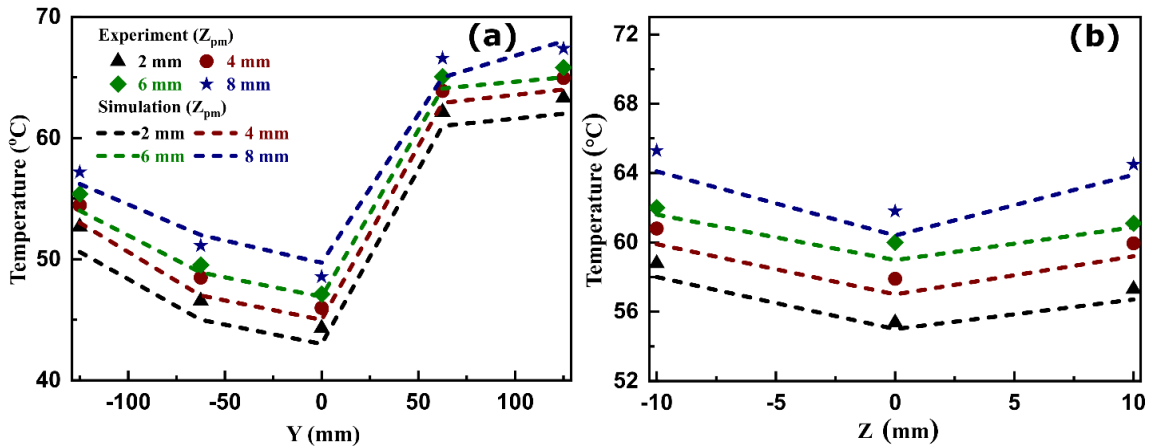 (a)
Experiment (Zpm)
2 mm 4 mm
6 mm 8 mm
Simulation (Zpm)
2 mm 4 mm
6 mm 8 mm
70
60
50
40
Temperature (°C)
-100 -50 0 50 100
Y (mm)
(b)
72
68
64
60
56
52
Temperature (°C)
-10 -5 0 5 10
Z (mm)